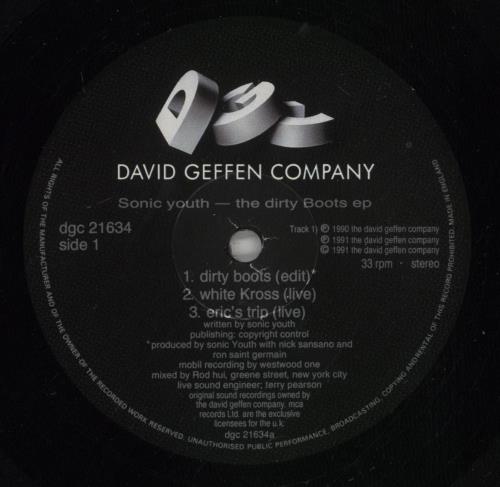 DGC
DAVID GEFFEN COMPANY
Sonic youth — the dirty Boots ep
dgc 21634
side 1
Track 1) ℗ 1990 the david geffen company
℗ 1991 the david geffen company
© 1991 the david geffen company
33 rpm · stereo
1. dirty boots (edit)*
2. white Kross (live)
3. eric's trip (live)
written by sonic youth
publishing: copyright control
*produced by sonic Youth with nick sansano and
ron saint germain
mobil recording by westwood one
mixed by Rod hui, greene street, new york city
live sound engineer; terry pearson
original sound recordings owned by
the david geffen company. mca
records Ltd. are the exclusive
licensees for the u.k.
dgc 21634a
ALL RIGHTS OF THE MANUFACTURER AND OF THE OWNER OF THE RECORDED WORK RESERVED. UNAUTHORISED PUBLIC PERFORMANCE, BROADCASTING, COPYING AND/RENTAL OF THIS RECORD PROHIBITED. MADE IN ENGLAND